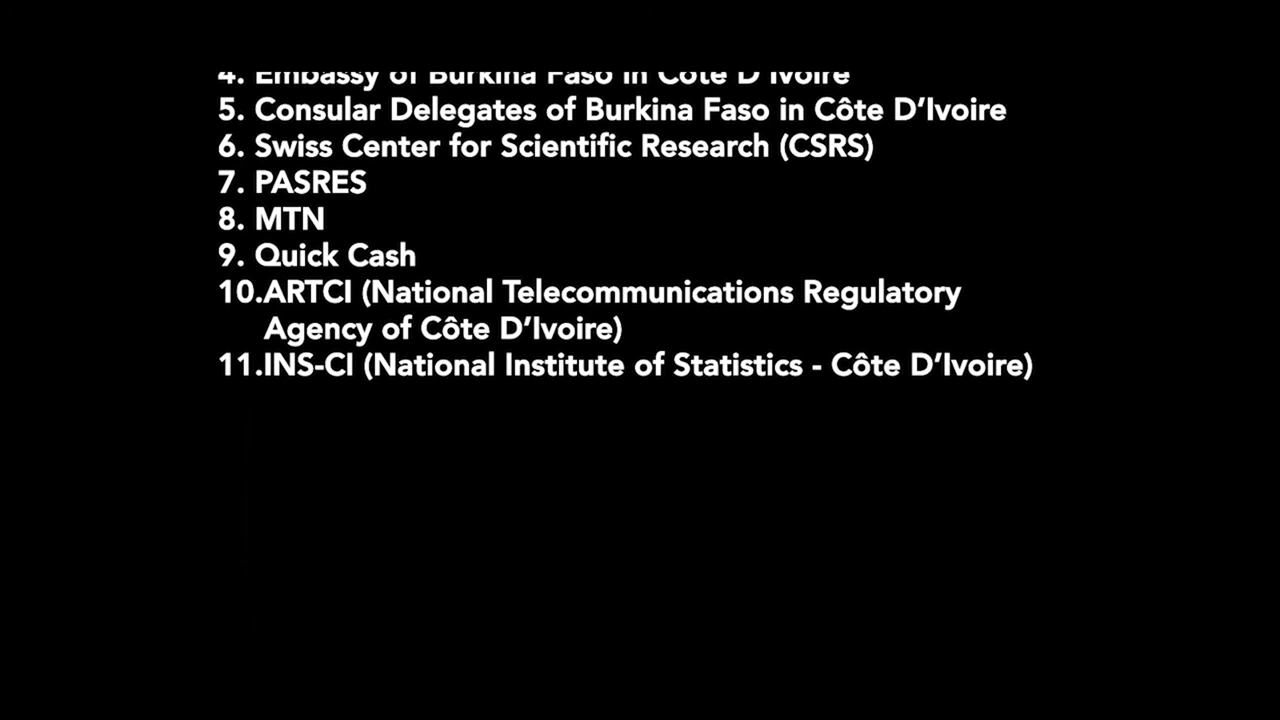 4. Embassy of Burkina Faso in Côte D'Ivoire
5. Consular Delegates of Burkina Faso in Côte D’Ivoire
6. Swiss Center for Scientific Research (CSRS)
7. PASRES
8. MTN
9. Quick Cash
10.ARTCI (National Telecommunications Regulatory
Agency of Côte D’Ivoire)
11.INS-CI (National Institute of Statistics - Côte D’Ivoire)